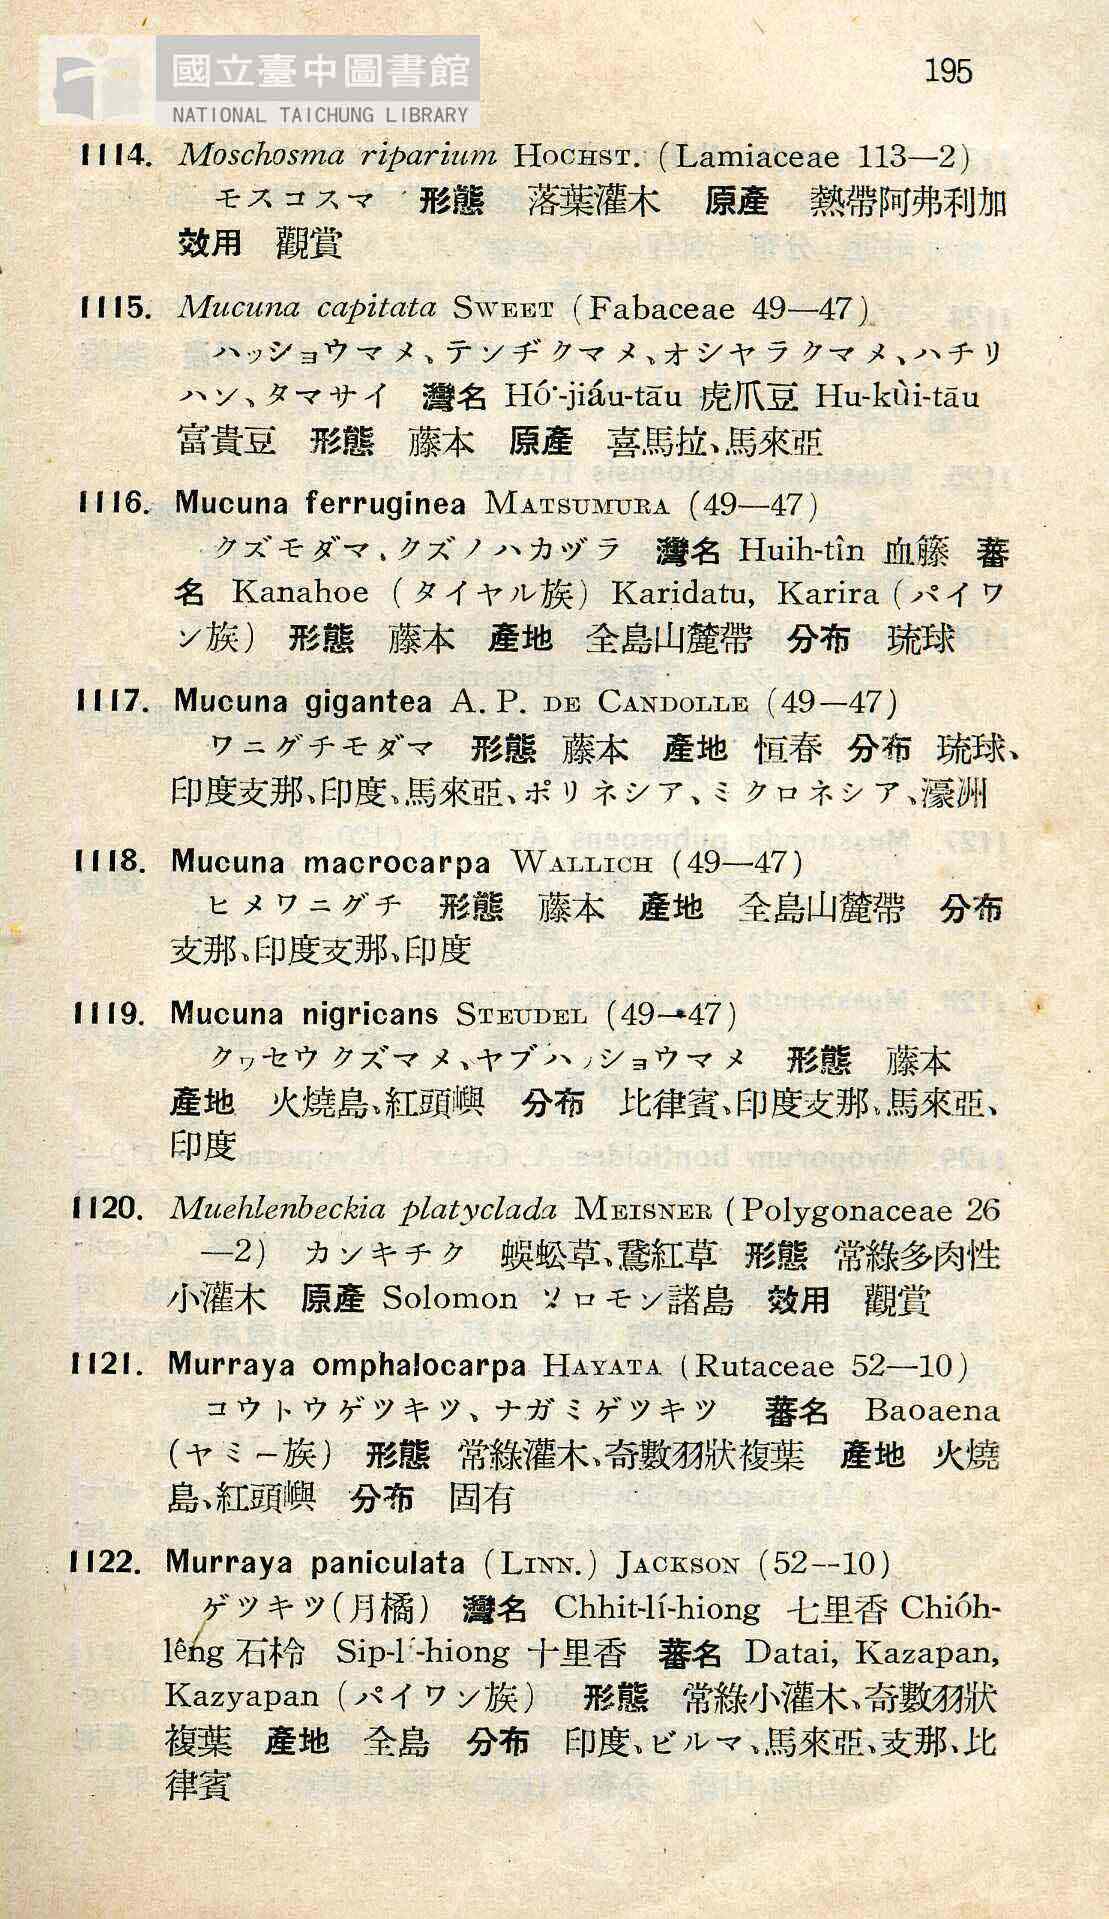 國立臺中圖書館
NATIONAL TAICHUNG LIBRARY
195
1114. Moschosma riparium HOCHST. (Lamiaceae 113—2)
モスコスマ 形態 落葉灌木 原產 熱帶阿弗利加
效用 觀賞
1115. Mucuna capitata SWEET (Fabaceae 49—47)
ハッショウマメ、テンヂクマメ、オシヤラクマメ、ハチリ
ハン、タマサイ 灣名 Hó͘-jiáu-tāu 虎爪豆 Hu-kùi-tāu
富貴豆 形態 藤本 原產 喜馬拉、馬來亞
1116. Mucuna ferruginea MATSUMURA (49—47)
クズモダマ、クズノハカヅラ 灣名 Huih-tîn 血籐 蕃
名 Kanahoe (タイヤル族) Karidatu, Karira (パイワ
ン族) 形態 藤本 產地 全島山麓帶 分布 琉球
1117. Mucuna gigantea A. P. DE CANDOLLE (49—47)
ワニグチモダマ 形態 藤本 產地 恒春 分布 琉球、
印度支那、印度、馬來亞、ポリネシア、ミクロネシア、濠洲
1118. Mucuna macrocarpa WALLICH (49—47)
ヒメワニグチ 形態 藤本 產地 全島山麓帶 分布
支那、印度支那、印度
1119. Mucuna nigricans STEUDEL (49—47)
クヮセウクズマメ、ヤブハッショウマメ 形態 藤本
產地 火燒島、紅頭嶼 分布 比律賓、印度支那、馬來亞、
印度
1120. Muehlenbeckia platyclada MEISNER (Polygonaceae 26
—2) カンキチク 蜈蚣草、鵞紅草 形態 常綠多肉性
小灌木 原產 Solomon ソロモン諸島 效用 觀賞
1121. Murraya omphalocarpa HAYATA (Rutaceae 52—10)
コウトウゲツキツ、ナガミゲツキツ 蕃名 Baoaena
(ヤミー族) 形態 常綠灌木、奇數羽狀複葉 產地 火燒
島、紅頭嶼 分布 固有
1122. Murraya paniculata (LINN.) JACKSON (52—10)
ゲツキツ(月橘) 灣名 Chhit-lí-hiong 七里香 Chióh-
lêng 石柃 Sip-lí-hiong 十里香 蕃名 Datai, Kazapan,
Kazyapan (パイワン族) 形態 常綠小灌木、奇數羽狀
複葉 產地 全島 分布 印度、ビルマ、馬來亞、支那、比
律賓